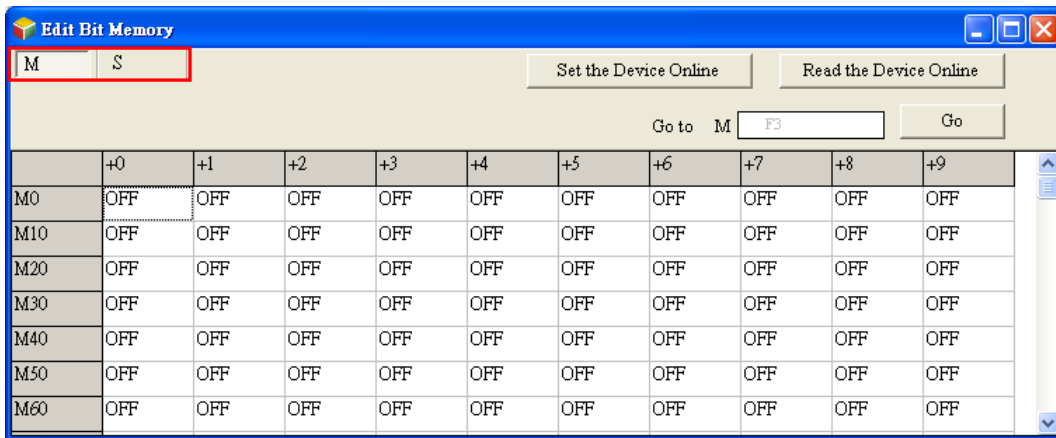 Edit Bit Memory
M S Set the Device Online Read the Device Online
Go to M F3 Go
+0 +1 +2 +3 +4 +5 +6 +7 +8 +9
M0 OFF OFF OFF OFF OFF OFF OFF OFF OFF OFF
M10 OFF OFF OFF OFF OFF OFF OFF OFF OFF OFF
M20 OFF OFF OFF OFF OFF OFF OFF OFF OFF OFF
M30 OFF OFF OFF OFF OFF OFF OFF OFF OFF OFF
M40 OFF OFF OFF OFF OFF OFF OFF OFF OFF OFF
M50 OFF OFF OFF OFF OFF OFF OFF OFF OFF OFF
M60 OFF OFF OFF OFF OFF OFF OFF OFF OFF OFF